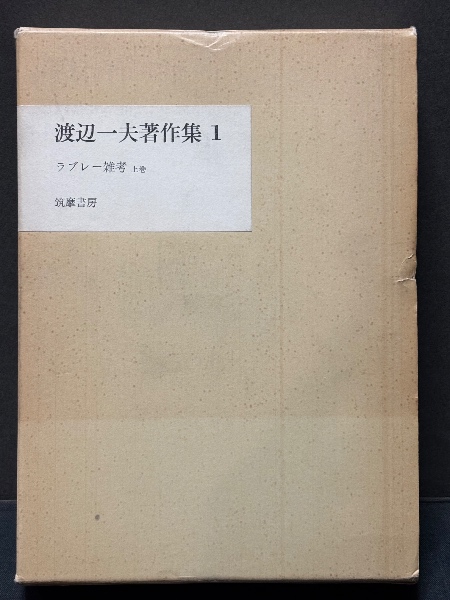 渡辺一夫著作集 1
ラブレー雑考 上巻
筑摩書房